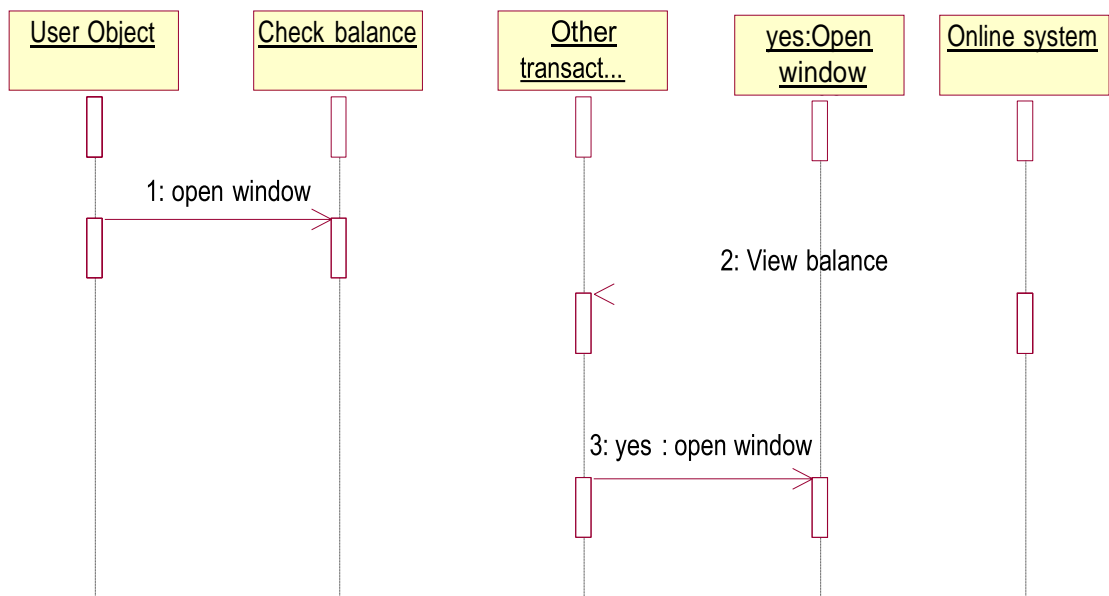 User Object
Check balance
Other
transact...
yes:Open
window
Online system
1: open window
2: View balance
3: yes : open window